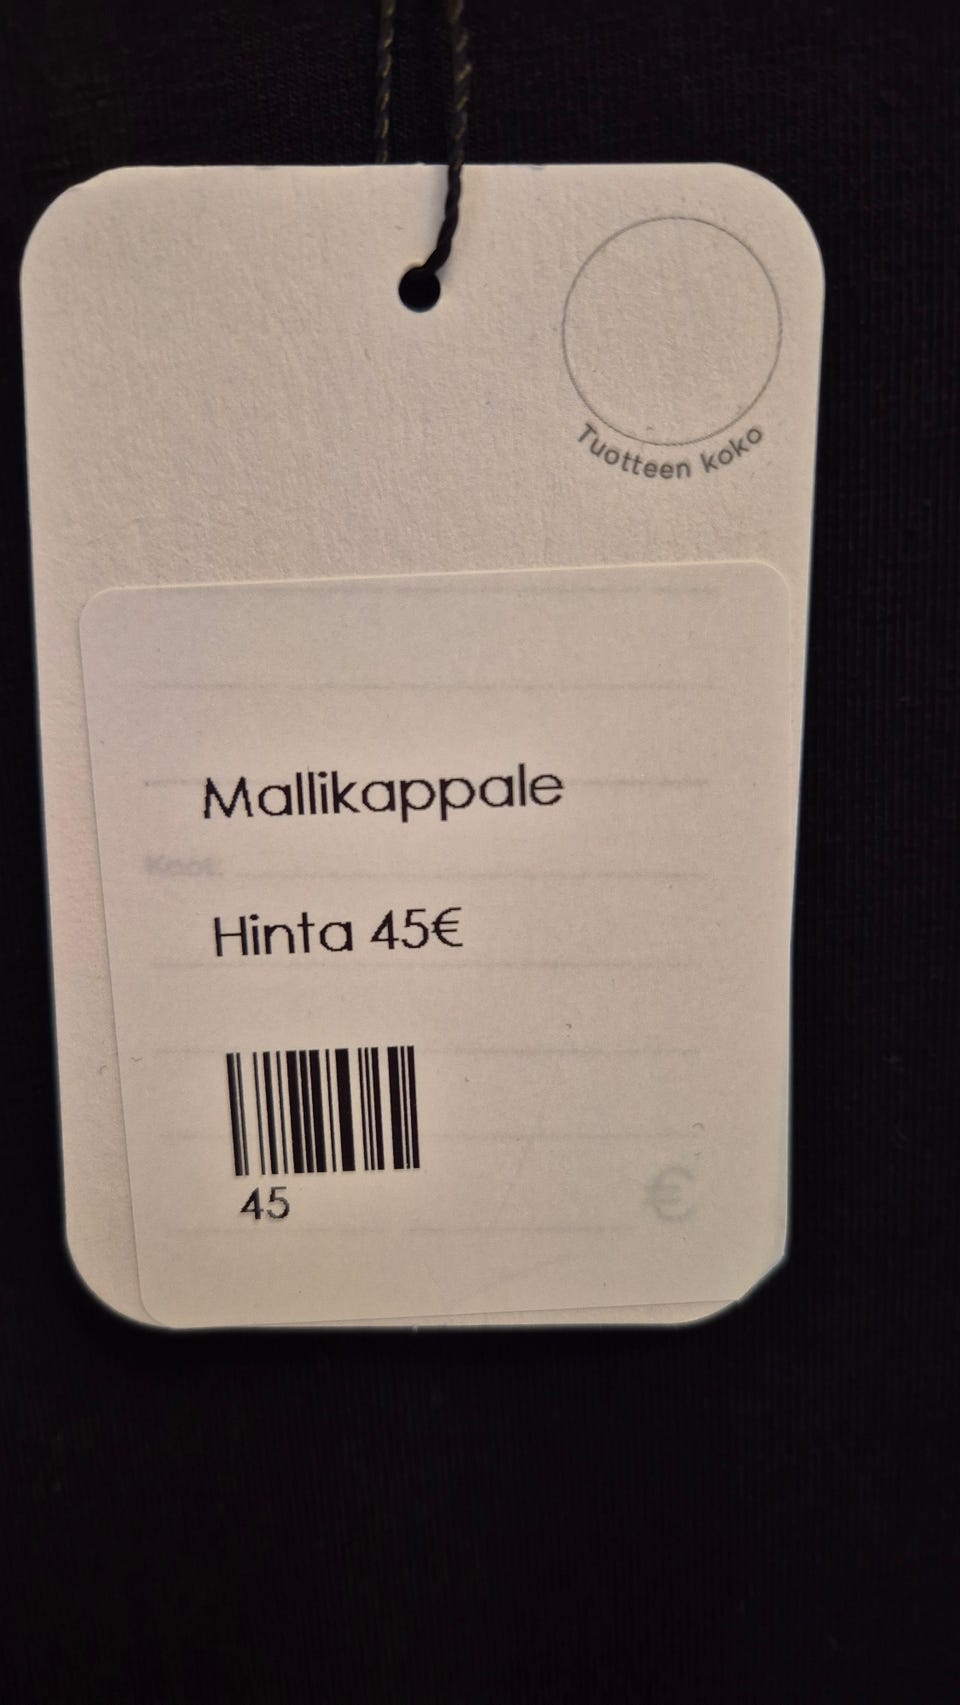 Tuotteen koko
Mallikappale
Koot:
Hinta 45€
45
€